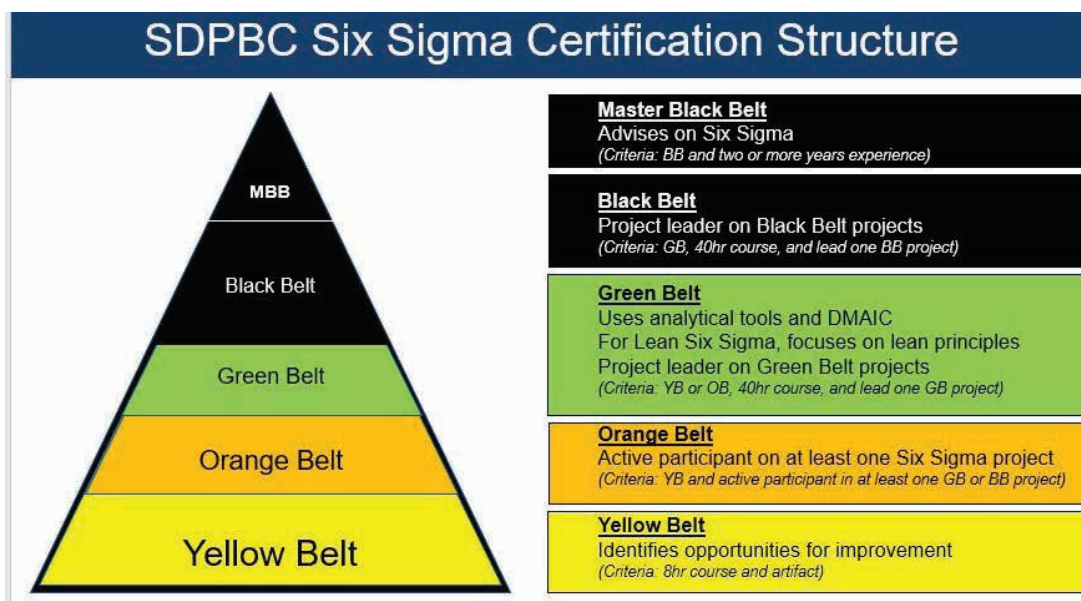 SDPBC Six Sigma Certification Structure
MBB
Black Belt
Green Belt
Orange Belt
Yellow Belt
Master Black Belt
Advises on Six Sigma
(Criteria: BB and two or more years experience)
Black Belt
Project leader on Black Belt projects
(Criteria: GB, 40hr course, and lead one BB project)
Green Belt
Uses analytical tools and DMAIC
For Lean Six Sigma, focuses on lean principles
Project leader on Green Belt projects
(Criteria: YB or OB, 40hr course, and lead one GB project)
Orange Belt
Active participant on at least one Six Sigma project
(Criteria: YB and active participant in at least one GB or BB project)
Yellow Belt
Identifies opportunities for improvement
(Criteria: 8hr course and artifact)